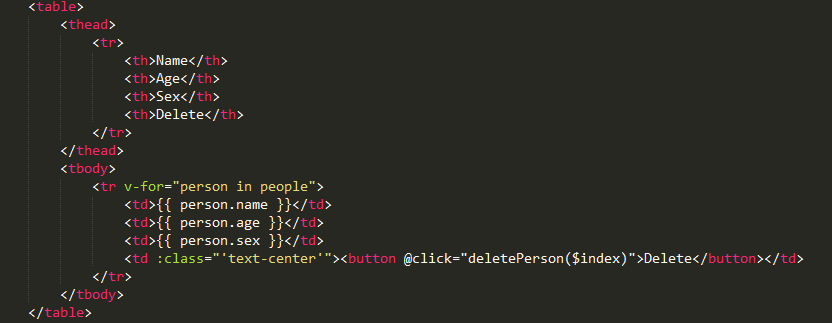 <table>
<thead>
<tr>
<th>Name</th>
<th>Age</th>
<th>Sex</th>
<th>Delete</th>
</tr>
</thead>
<tbody>
<tr v-for="person in people">
<td>{{ person.name }}</td>
<td>{{ person.age }}</td>
<td>{{ person.sex }}</td>
<td :class="'text-center'"><button @click="deletePerson($index)">Delete</button></td>
</tr>
</tbody>
</table>